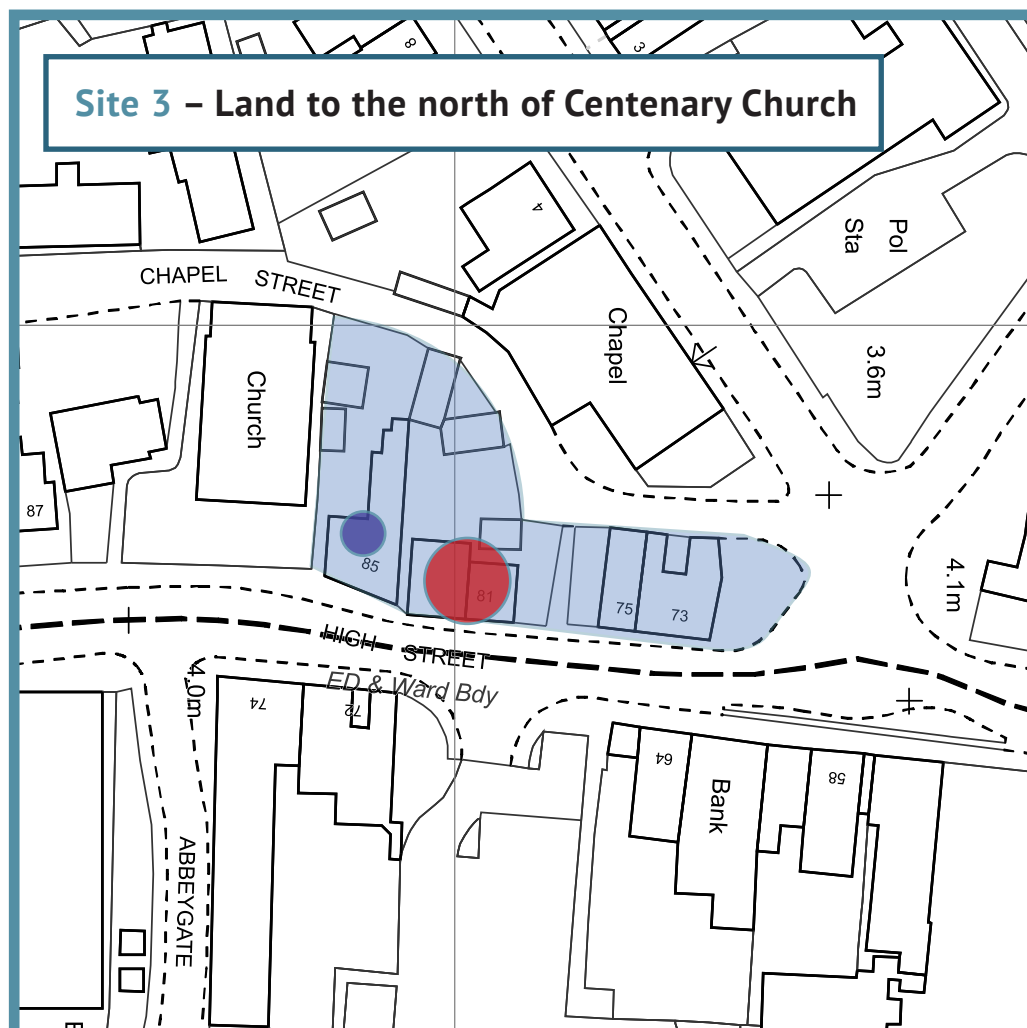 8
3
Site 3 – Land to the north of Centenary Church
4
Pol
Sta
CHAPEL STREET
Chapel
3.6m
Church
87
85
81
75
73
4.1m
HIGH STREET
ED & Ward Bdy
4.0m
74
72
64
58
Bank
ABBEYGATE